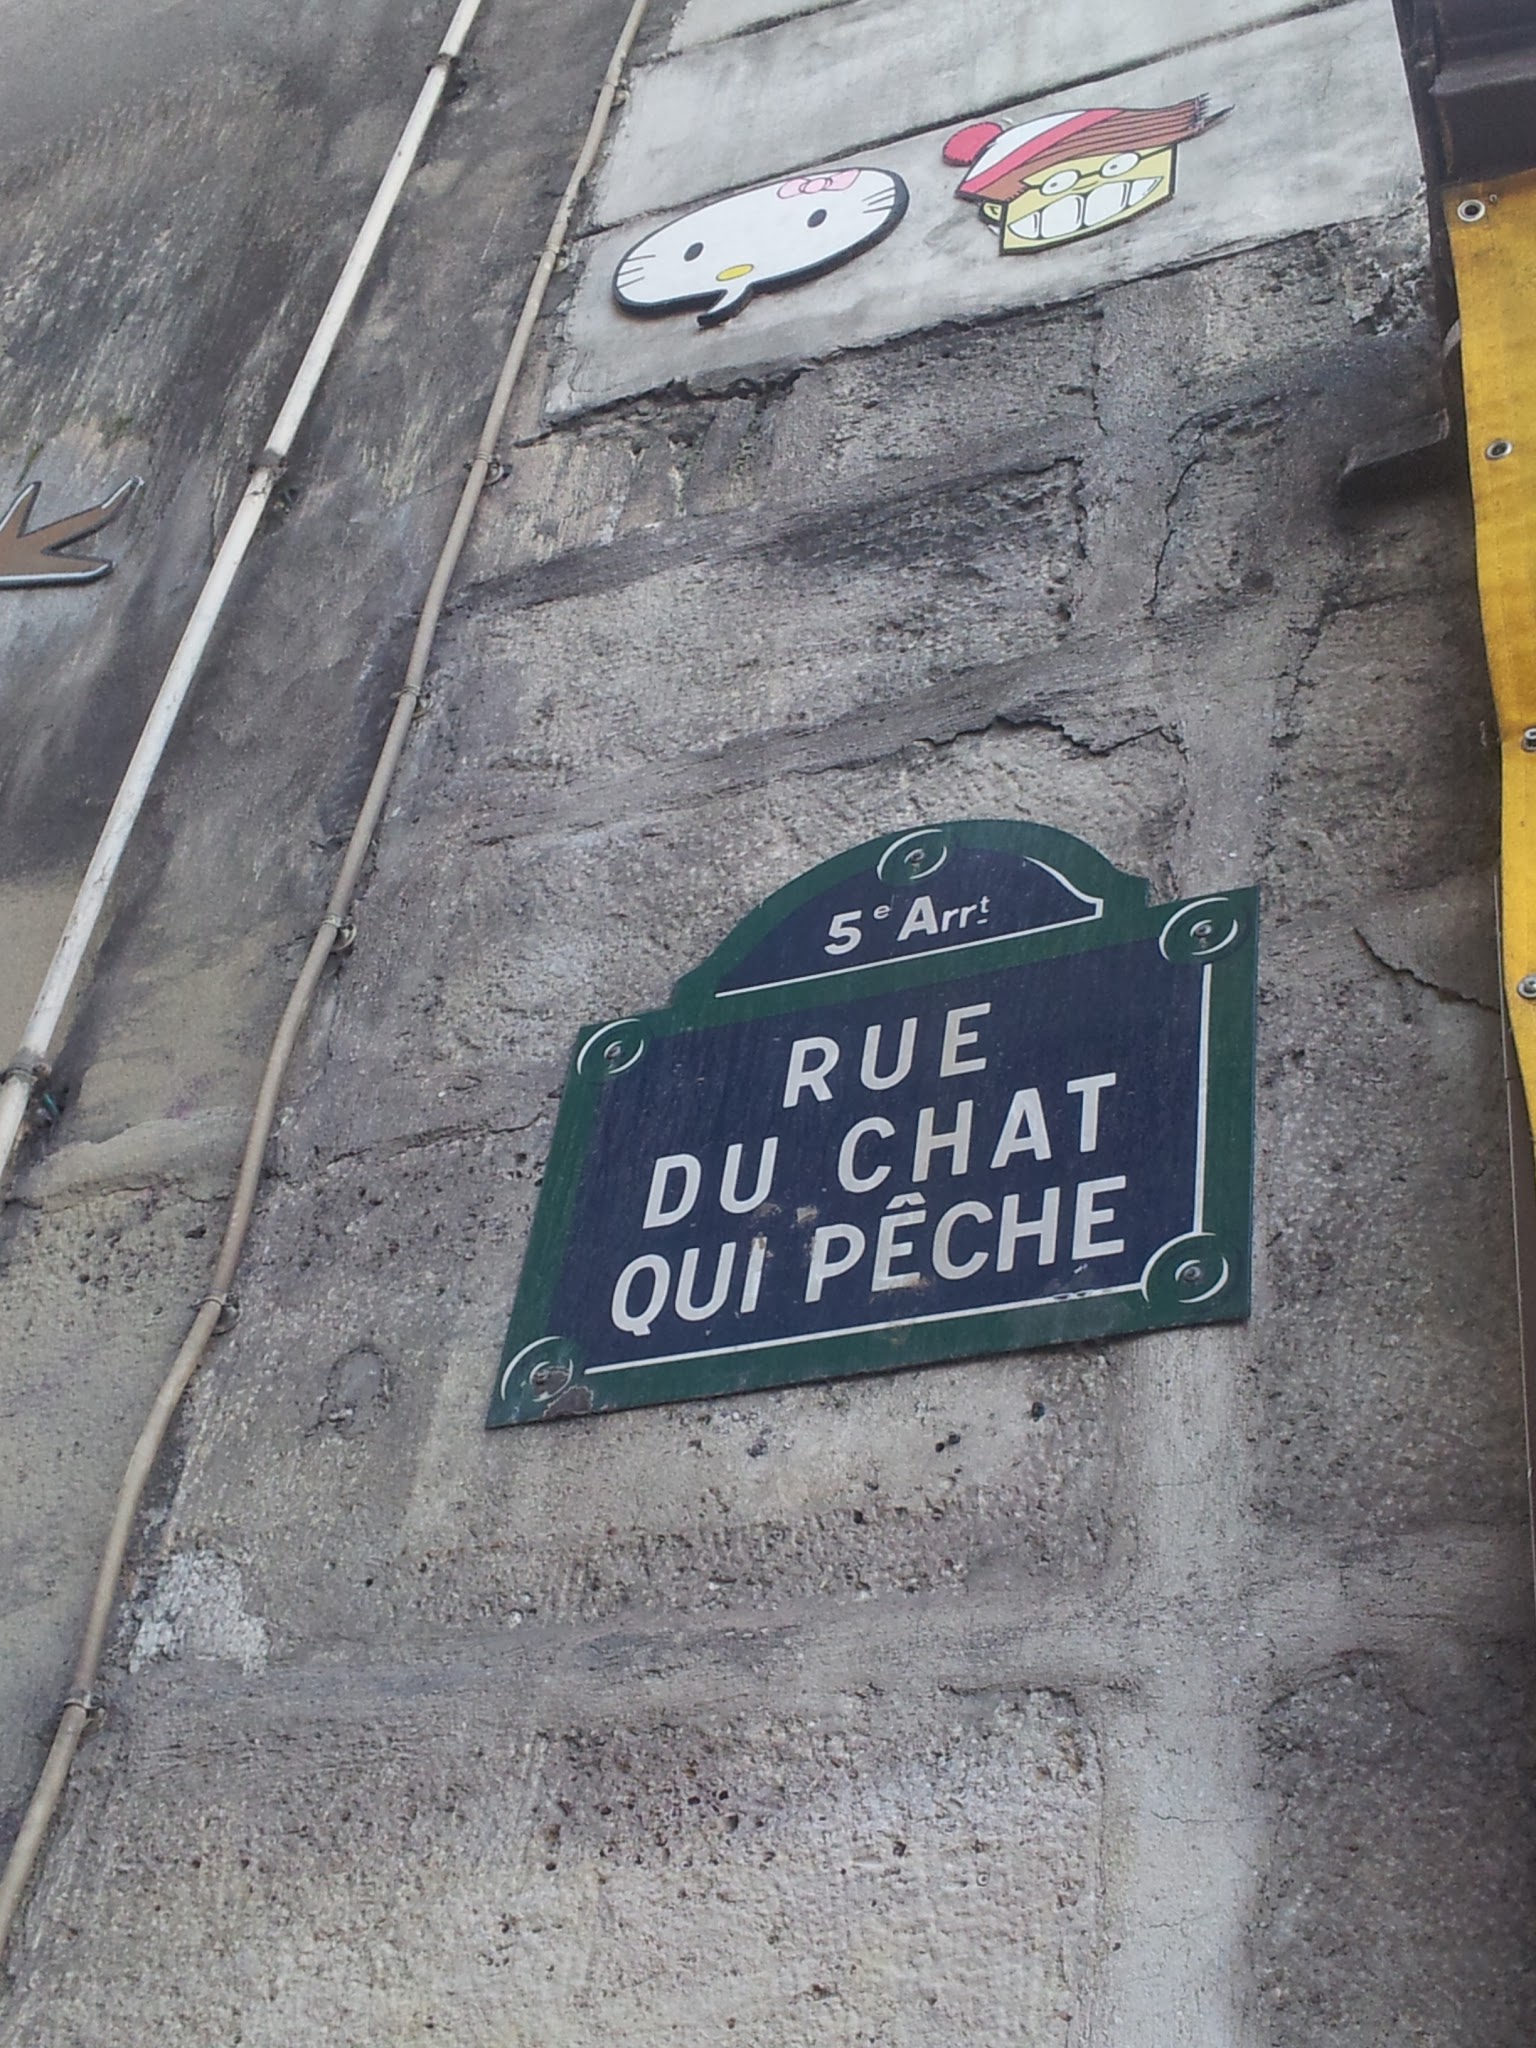 5e Arrt
RUE
DU CHAT
QUI PÊCHE